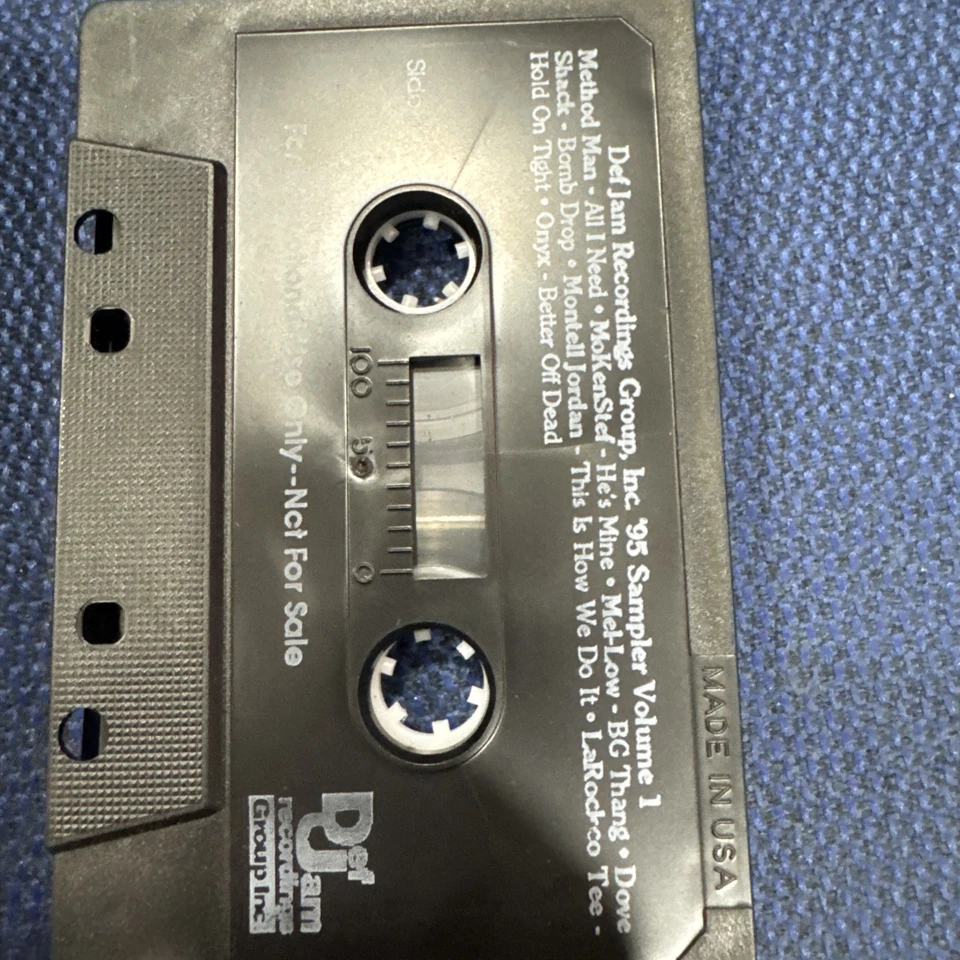 Def Jam Recordings Group, Inc. '95 Sampler Volume 1
Method Man - All I Need • MoKenStef - He's Mine • Mel-Low - BG Thang • Dove
Shack - Bomb Drop • Montell Jordan - This Is How We Do It • LaRock-co Tee -
Hold On Tight • Onyx - Better Off Dead
Side
100 50 0
Only--Not For Sale
Def
Jam
recordings
Group Inc
MADE IN USA